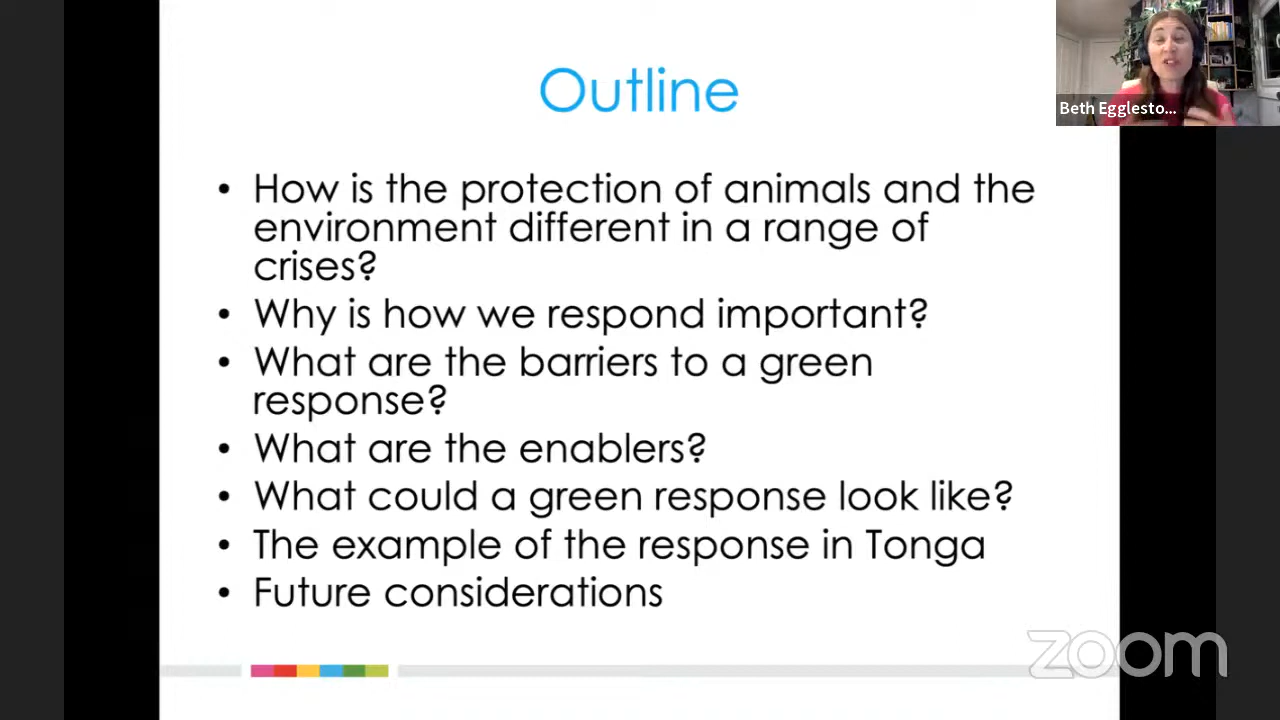 Outline
Beth Egglesto...
• How is the protection of animals and the
environment different in a range of
crises?
• Why is how we respond important?
• What are the barriers to a green
response?
• What are the enablers?
• What could a green response look like?
• The example of the response in Tonga
• Future considerations
zoom